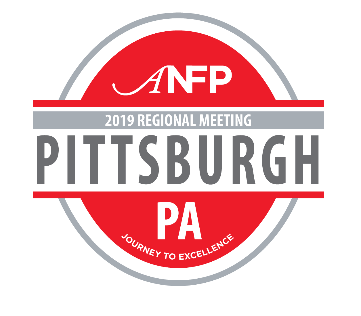 ANFP
2019 REGIONAL MEETING
PITTSBURGH
PA
JOURNEY TO EXCELLENCE